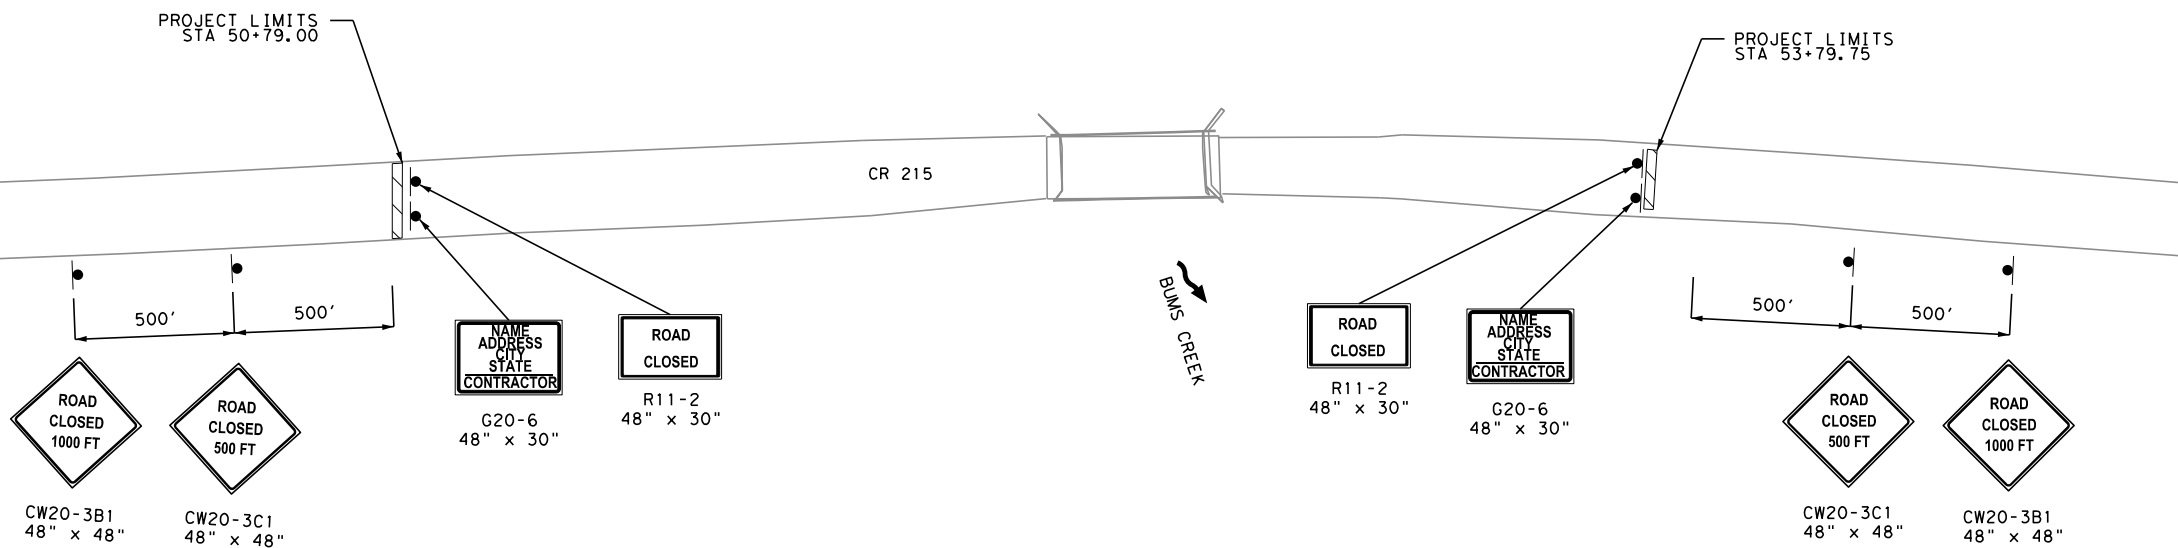 PROJECT LIMITS
STA 50+79.00
PROJECT LIMITS
STA 53+79.75
CR 215
BUMS CREEK
500'
500'
500'
500'
ROAD
CLOSED
1000 FT
CW20-3B1
48" x 48"
ROAD
CLOSED
500 FT
CW20-3C1
48" x 48"
NAME
ADDRESS
CITY
STATE
CONTRACTOR
G20-6
48" x 30"
ROAD
CLOSED
R11-2
48" x 30"
ROAD
CLOSED
R11-2
48" x 30"
NAME
ADDRESS
CITY
STATE
CONTRACTOR
G20-6
48" x 30"
ROAD
CLOSED
500 FT
CW20-3C1
48" x 48"
ROAD
CLOSED
1000 FT
CW20-3B1
48" x 48"